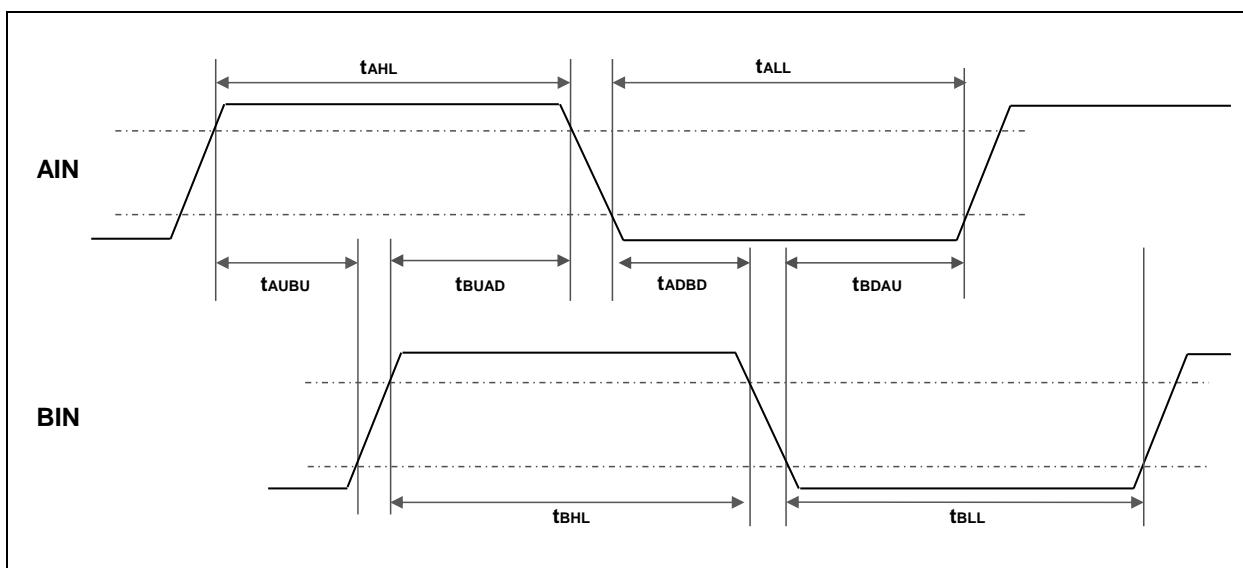 tAHL
tALL
AIN
tAUBU
tBUAD
tADBD
tBDAU
BIN
tBHL
tBLL